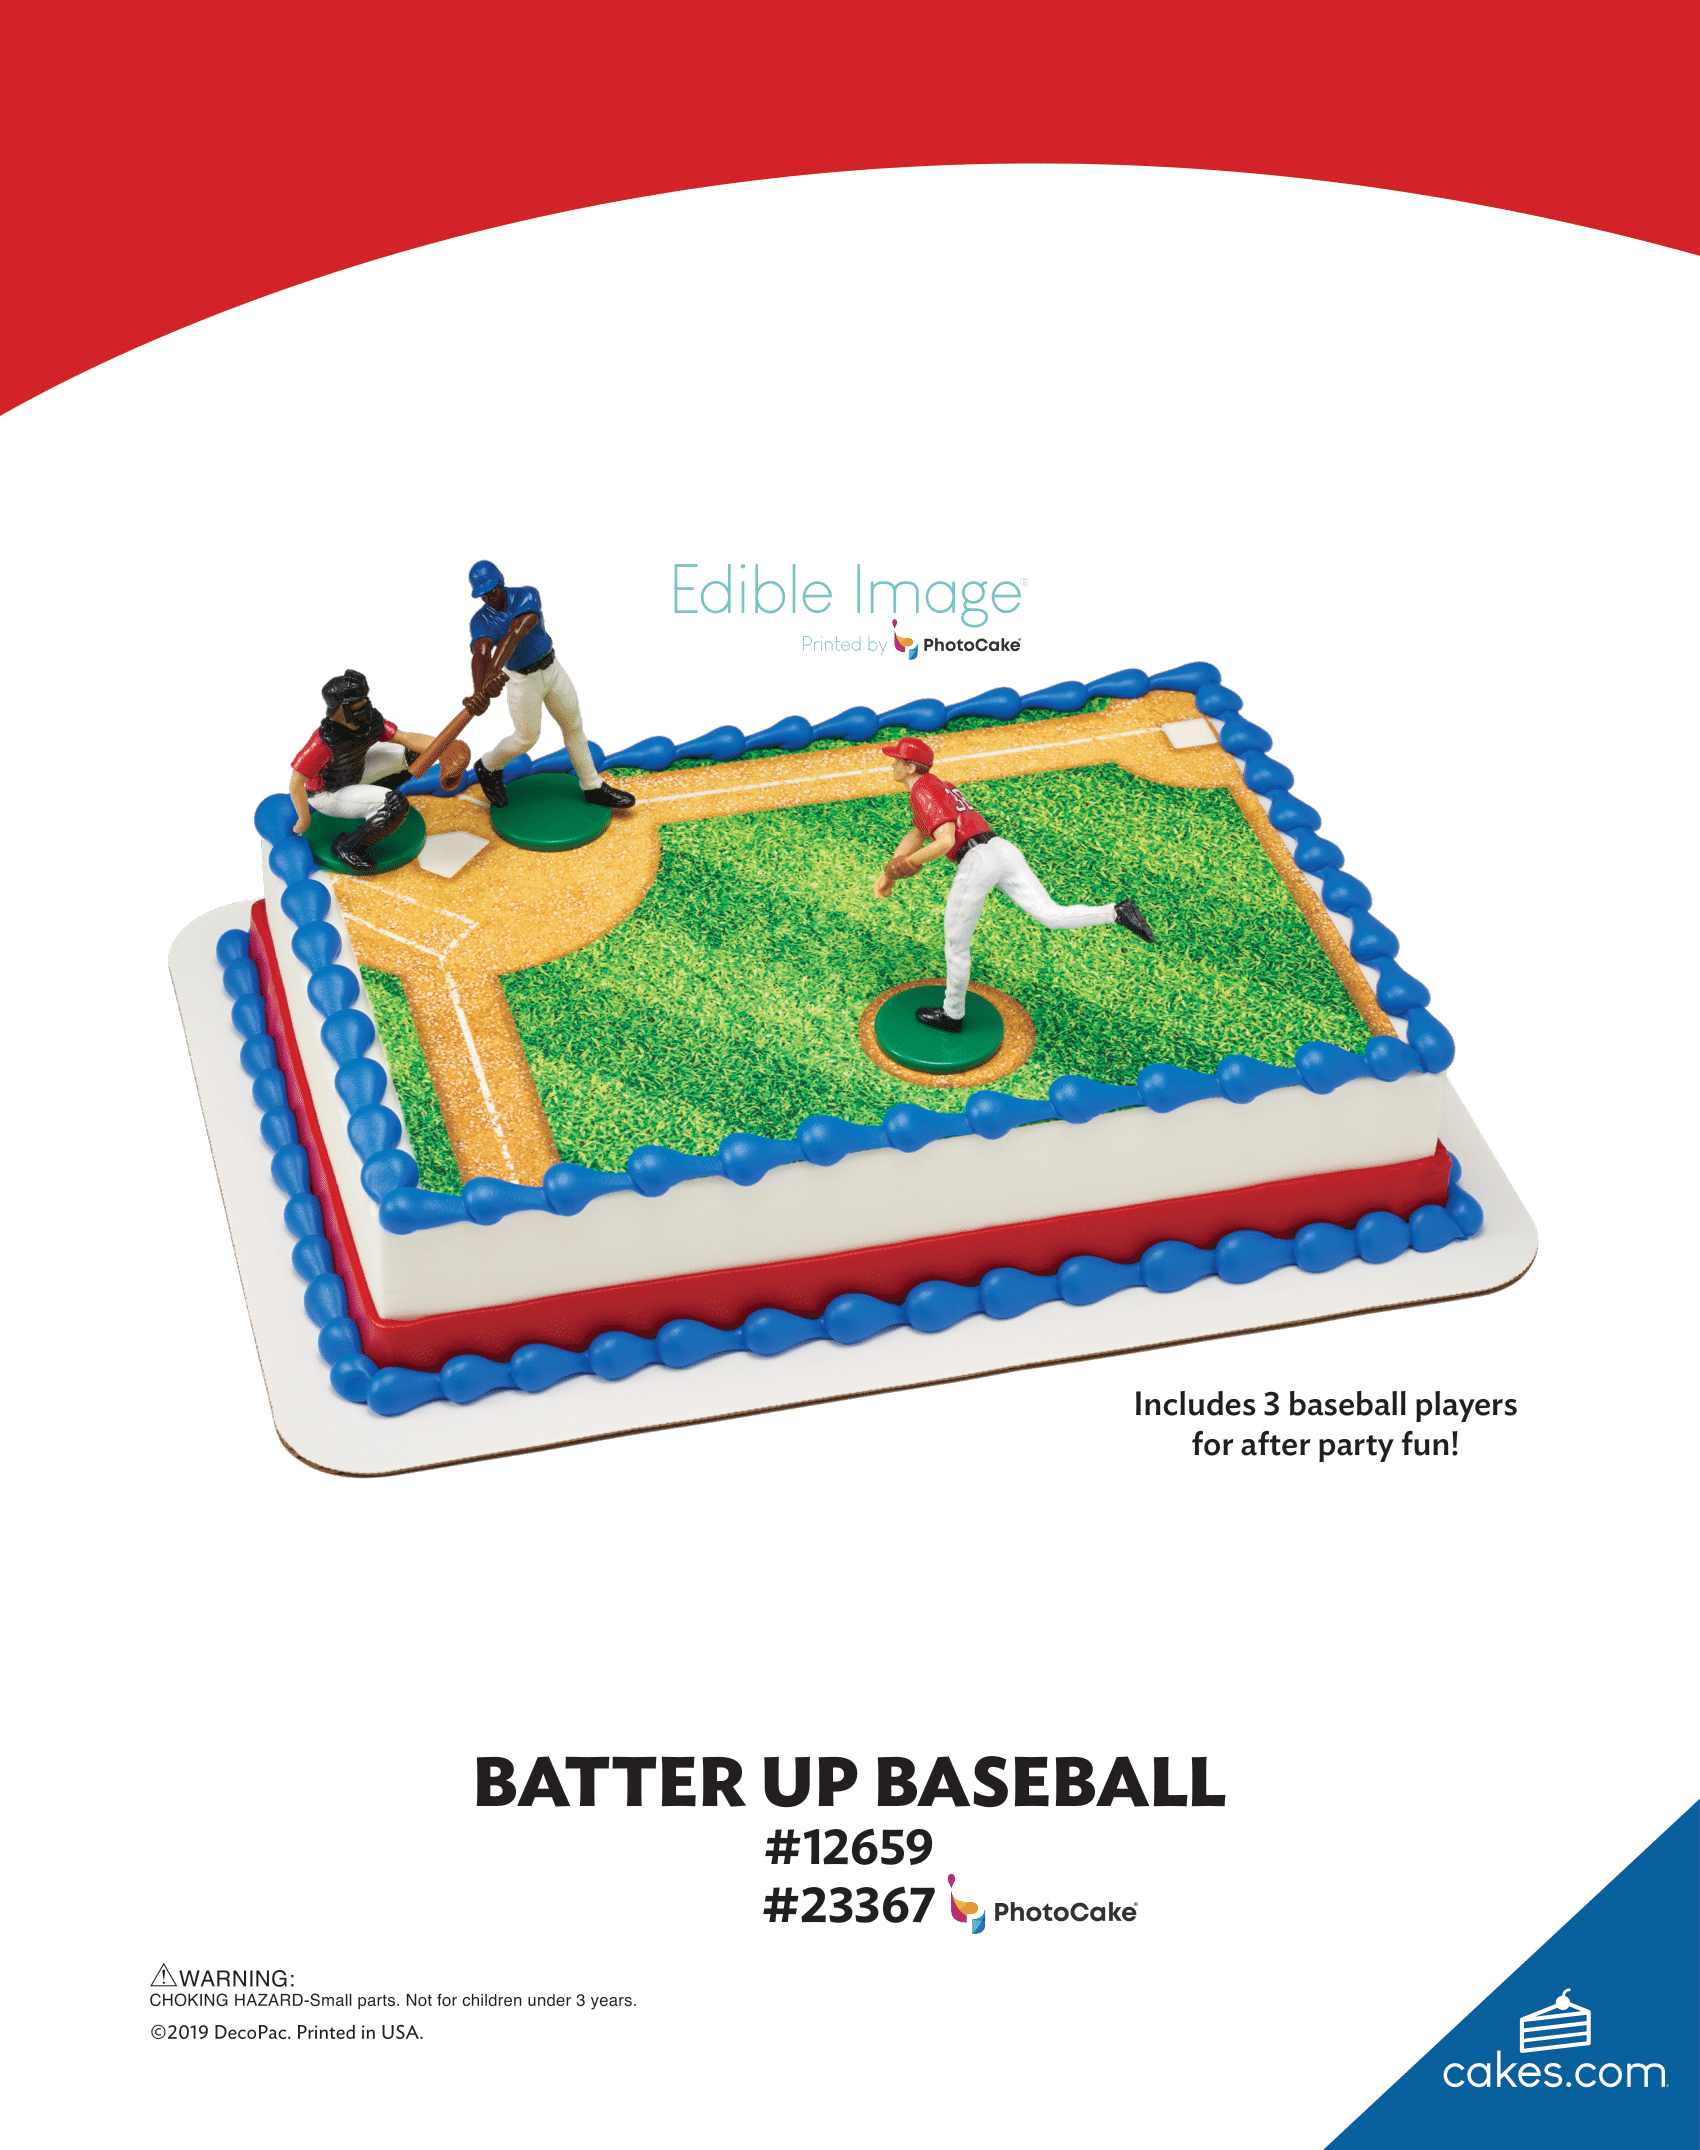 Edible Image®
Printed by PhotoCake®
Includes 3 baseball players
for after party fun!
BATTER UP BASEBALL
#12659
#23367 PhotoCake®
⚠WARNING:
CHOKING HAZARD-Small parts. Not for children under 3 years.
©2019 DecoPac. Printed in USA.
cakes.com